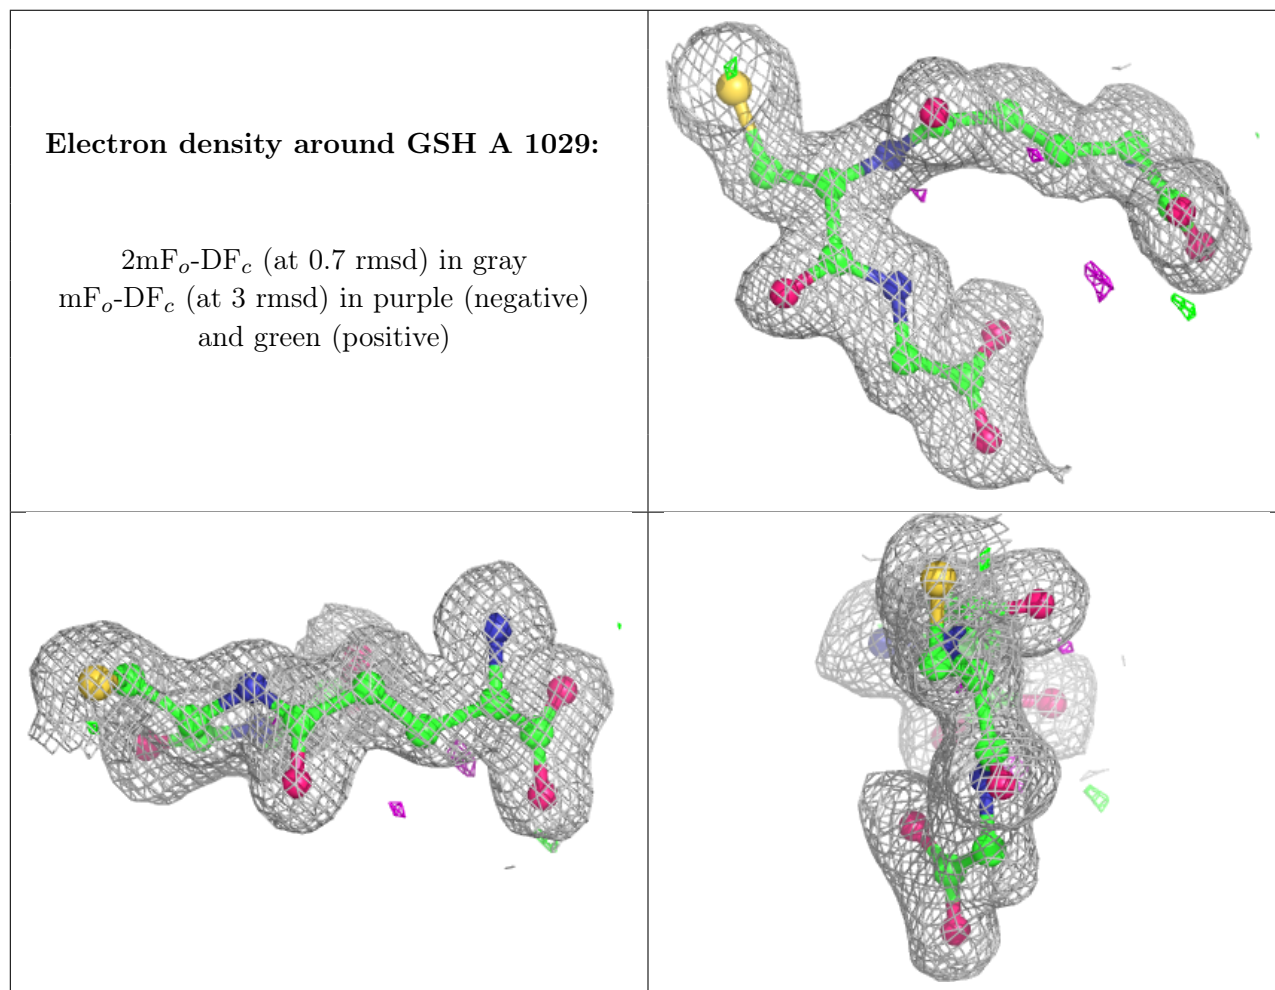 Electron density around GSH A 1029:
2mFo-DFc (at 0.7 rmsd) in gray
mFo-DFc (at 3 rmsd) in purple (negative)
and green (positive)